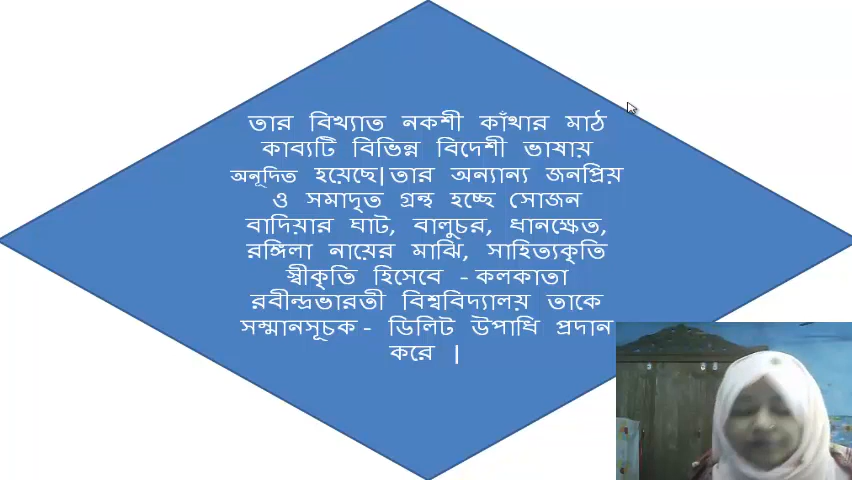 তার বিখ্যাত নকশী কাঁথার মাঠ
কাব্যটি বিভিন্ন বিদেশী ভাষায়
অনূদিত হয়েছে| তার অন্যান্য জনপ্রিয়
ও সমাদৃত গ্রন্থ হচ্ছে সোজন
বাদিয়ার ঘাট, বালুচর, ধানক্ষেত,
রঙ্গিলা নায়ের মাঝি, সাহিত্যকৃতি
স্বীকৃতি হিসেবে - কলকাতা
রবীন্দ্রভারতী বিশ্ববিদ্যালয় তাকে
সম্মানসূচক - ডিলিট উপাধি প্রদান
করে |